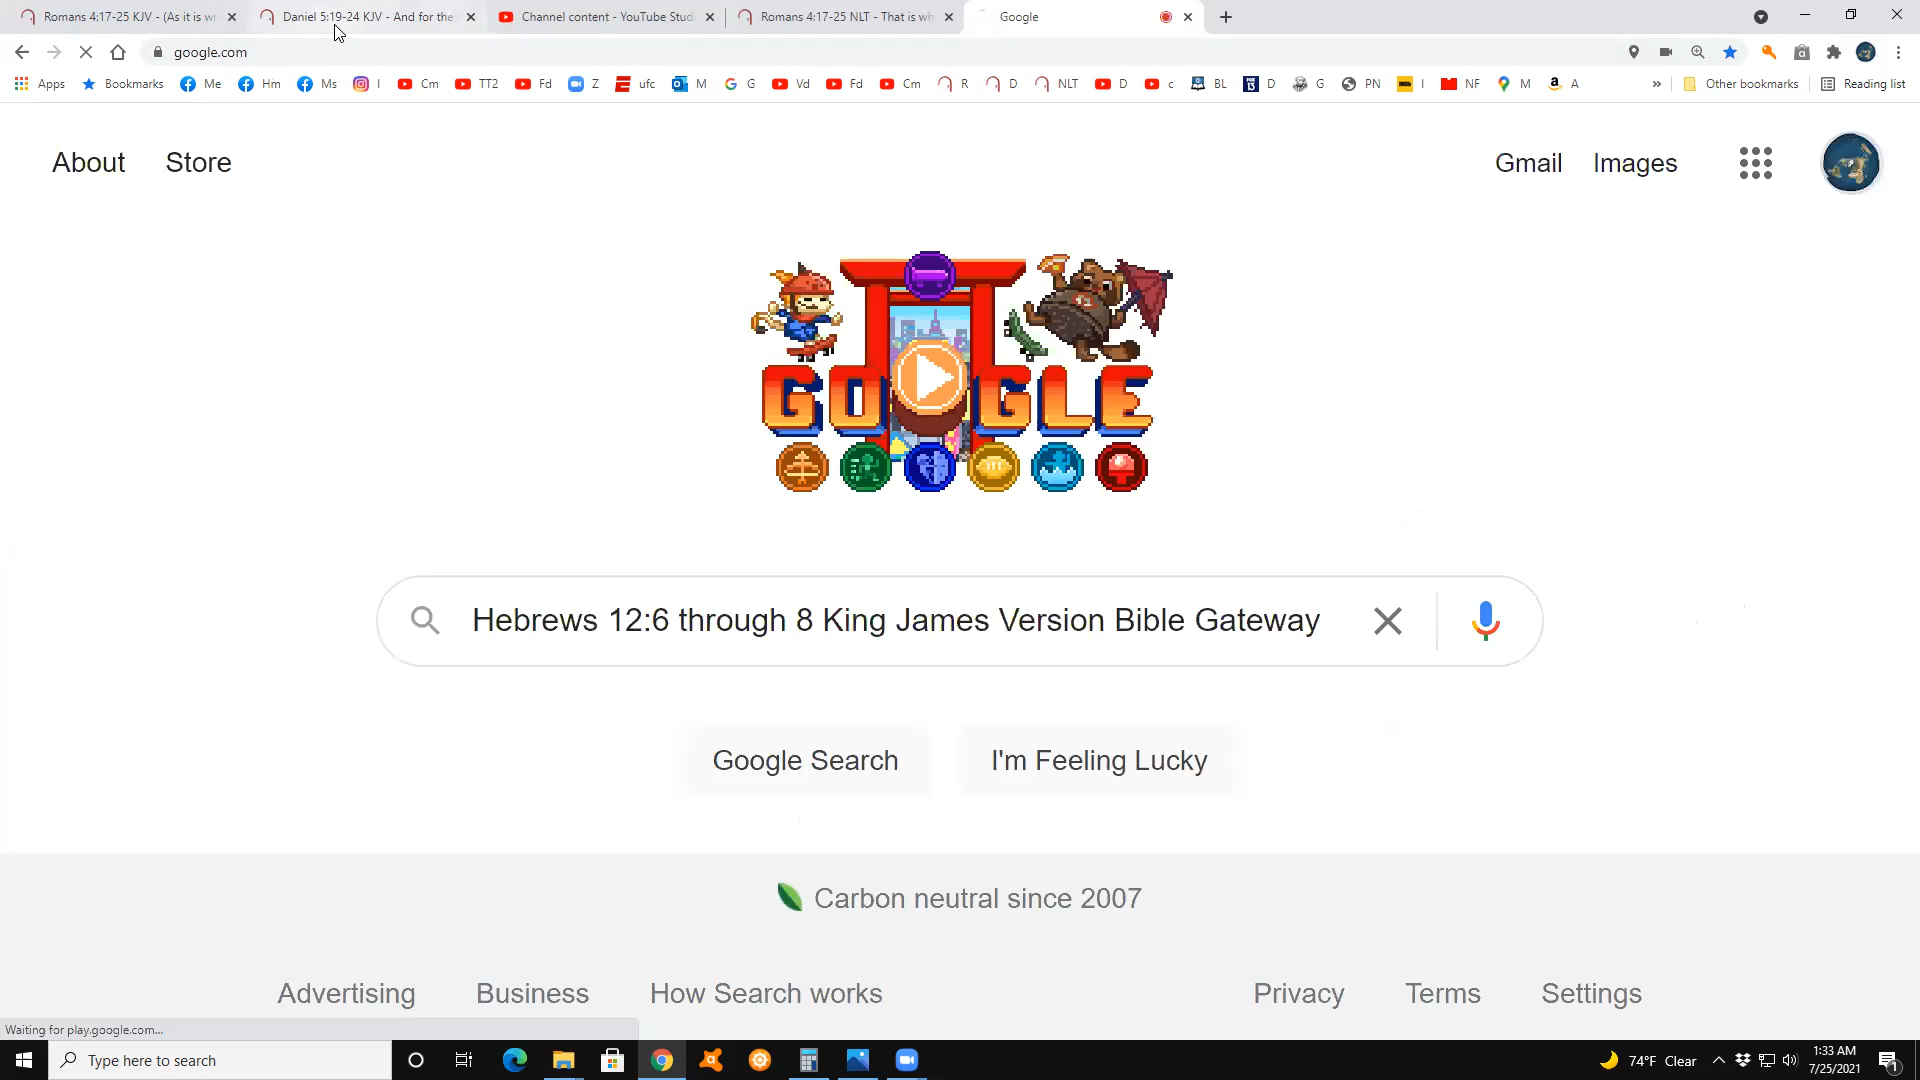 Romans 4:17-25 KJV - (As it is wr
Daniel 5:19-24 KJV - And for the
Channel content - YouTube Studi
Romans 4:17-25 NLT - That is wh
Google
google.com
Apps
Bookmarks
Me
Hm
Ms
I
Cm
TT2
Fd
Z
ufc
M
G
Vd
Fd
Cm
R
D
NLT
D
c
BL
D
G
PN
I
NF
M
A
»
Other bookmarks
Reading list
About
Store
Gmail
Images
GOOGLE
Hebrews 12:6 through 8 King James Version Bible Gateway
Google Search
I'm Feeling Lucky
Carbon neutral since 2007
Advertising
Business
How Search works
Privacy
Terms
Settings
Waiting for play.google.com...
Type here to search
74°F Clear
1:33 AM
7/25/2021
1